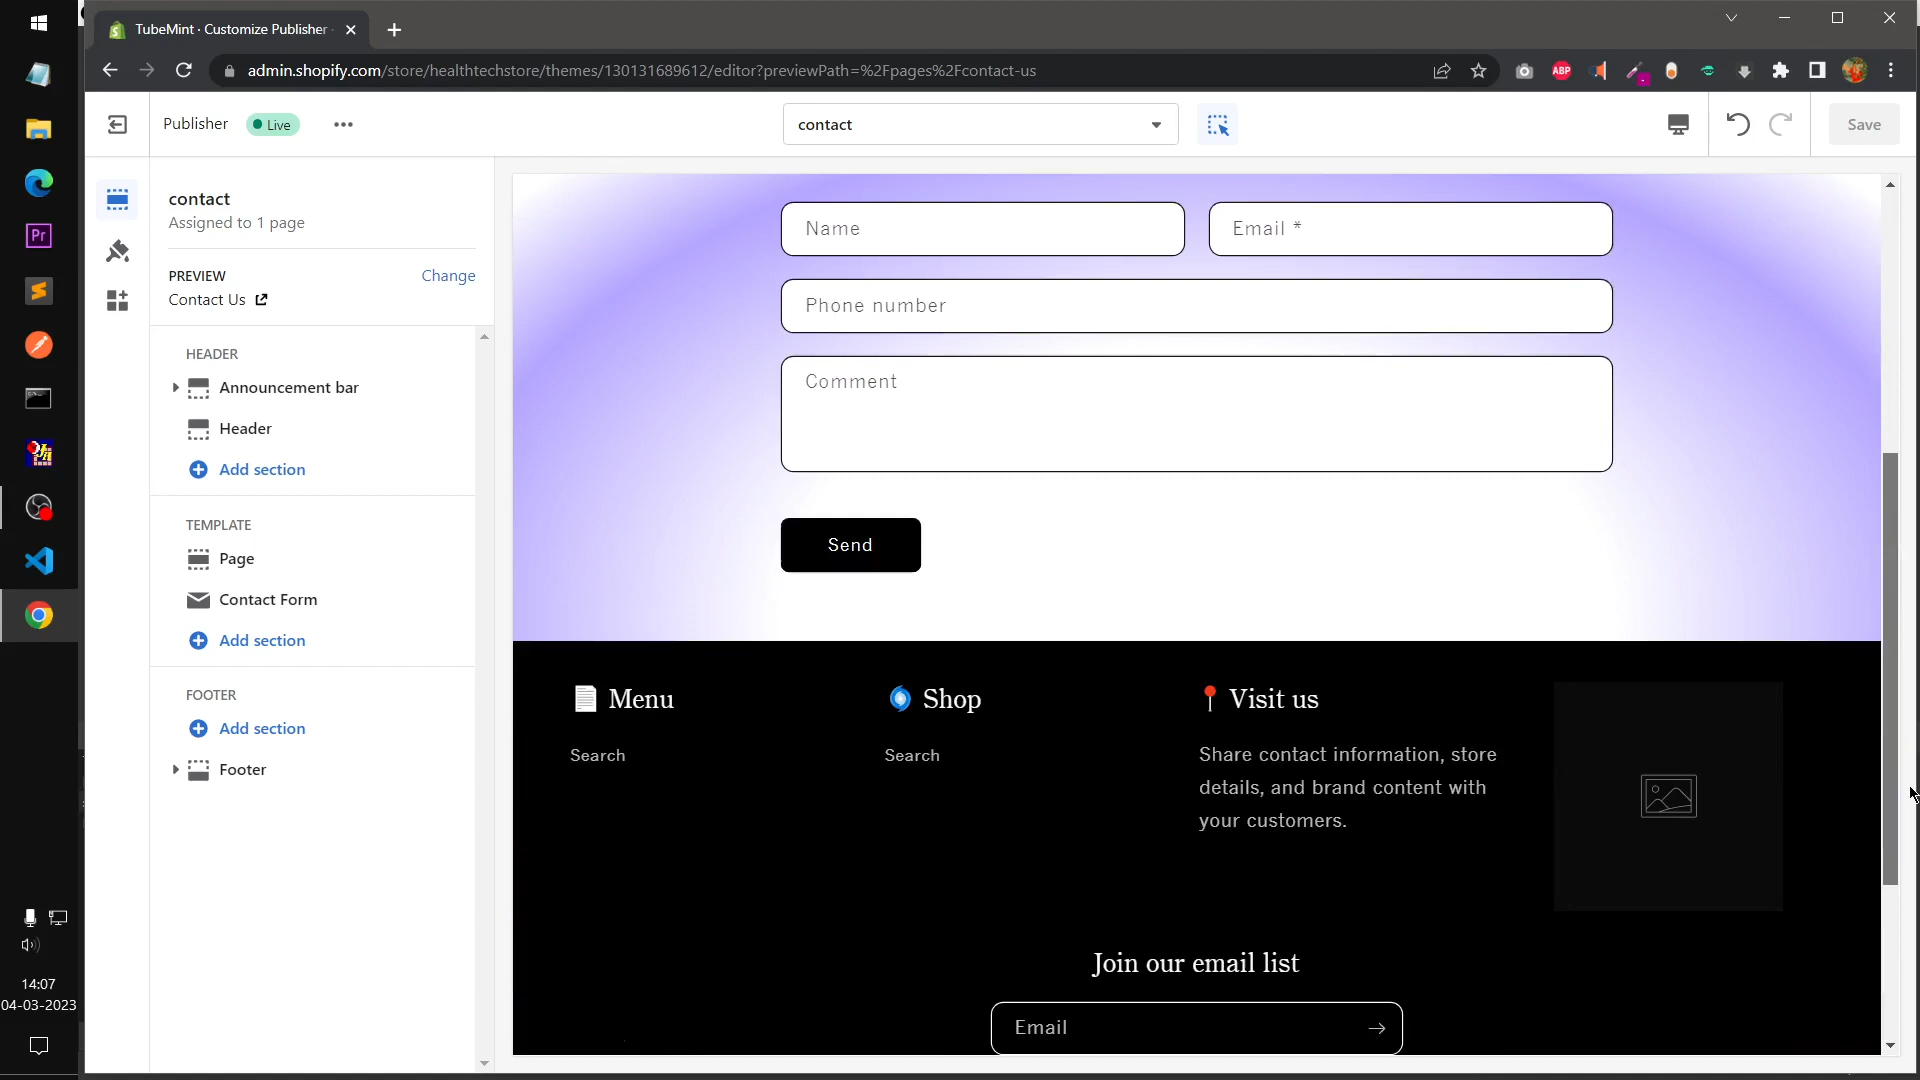 TubeMint · Customize Publisher
admin.shopify.com/store/healthtechstore/themes/130131689612/editor?previewPath=%2Fpages%2Fcontact-us
ABP
Publisher
Live
contact
Save
contact
Assigned to 1 page
PREVIEW
Change
Contact Us
HEADER
Announcement bar
Header
Add section
TEMPLATE
Page
Contact Form
Add section
FOOTER
Add section
Footer
Name
Email *
Phone number
Comment
Send
Menu
Search
Shop
Search
Visit us
Share contact information, store
details, and brand content with
your customers.
Join our email list
Email
Pr
14:07
04-03-2023